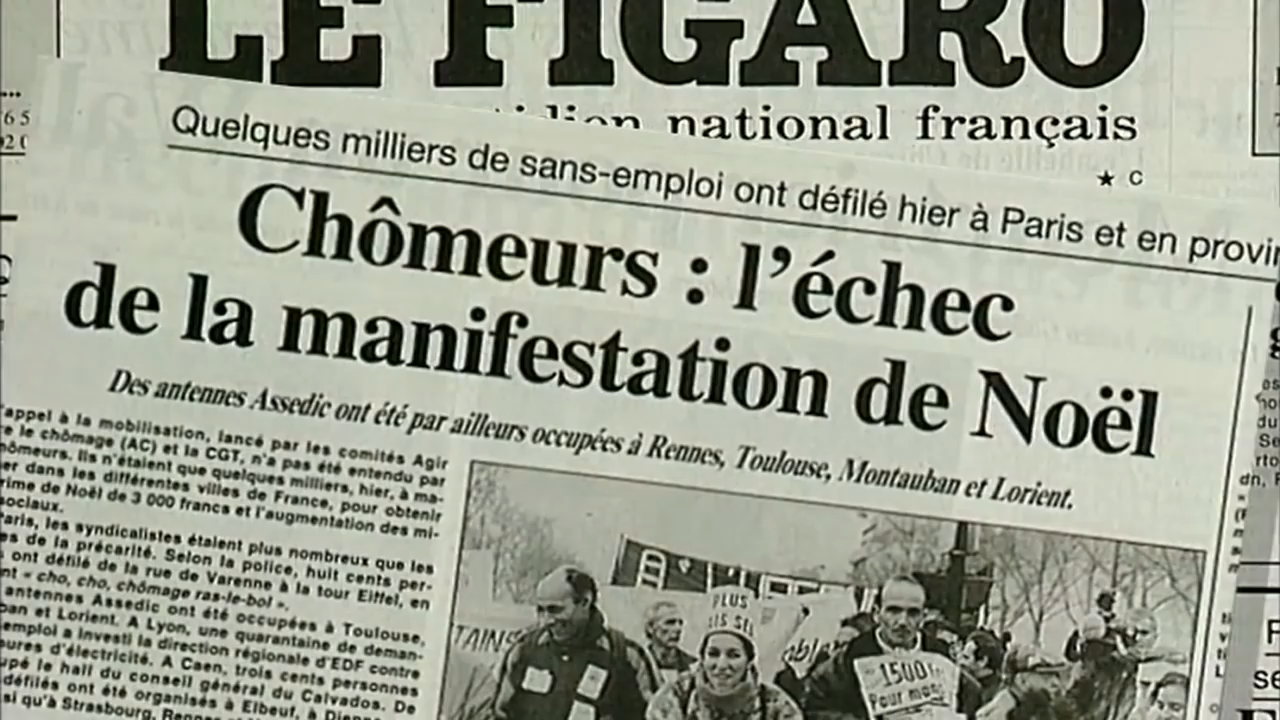 LE FIGARO
national français
★ C
65
Quelques milliers de sans-emploi ont défilé hier à Paris et en provin
Chômeurs : l'échec
de la manifestation de Noël
Des antennes Assedic ont été par ailleurs occupées à Rennes, Toulouse, Montauban et Lorient.
appel à la mobilisation, lancé par les comités Agir
re le chômage (AC) et la CGT, n'a pas été entendu par
hômeurs. Ils n'étaient que quelques milliers, hier, à ma-
er dans les différentes villes de France, pour obtenir
rime de Noël de 3 000 francs et l'augmentation des mi-
sociaux.
aris, les syndicalistes étaient plus nombreux que les
es de la précarité. Selon la police, huit cents per-
ont défilé de la rue de Varenne à la tour Eiffel, en
nt « cho, cho, chômage ras-le-bol ».
antennes Assedic ont été occupées à Toulouse,
ban et Lorient. A Lyon, une quarantaine de deman-
emploi a investi la direction régionale d'EDF contre
ures d'électricité. A Caen, trois cents personnes
upé le hall du conseil général du Calvados. De
défilés ont été organisés à Elbeuf, à Dieppe
si qu'à Strasbourg, Rennes
TAINS
PLUS
1500 F
Pour